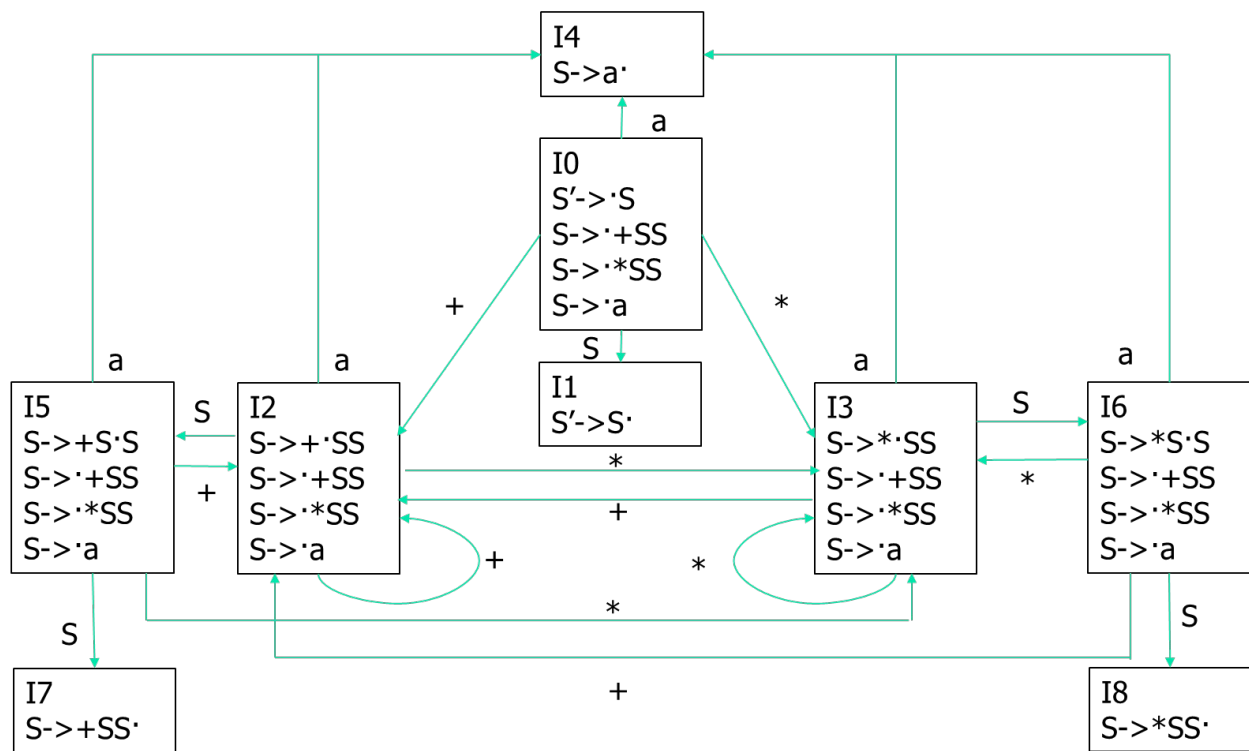 I4
S->a·
a
I0
S′->·S
S->·+SS
S->·*SS
S->·a
+
*
S
I1
S′->S·
a
I5
S->+S·S
S->·+SS
S->·*SS
S->·a
S
+
a
I2
S->+·SS
S->·+SS
S->·*SS
S->·a
*
+
+
*
a
I3
S->*·SS
S->·+SS
S->·*SS
S->·a
S
*
a
I6
S->*S·S
S->·+SS
S->·*SS
S->·a
*
S
S
+
I7
S->+SS·
I8
S->*SS·